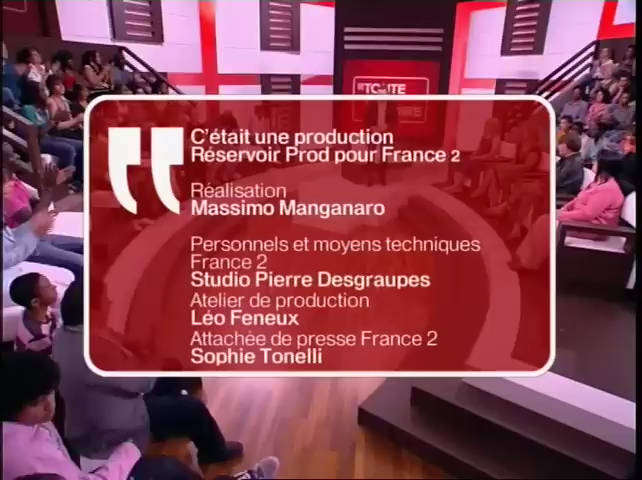 TOUTE
C'était une production
Réservoir Prod pour France 2
Réalisation
Massimo Manganaro
Personnels et moyens techniques
France 2
Studio Pierre Desgraupes
Atelier de production
Léo Feneux
Attachée de presse France 2
Sophie Tonelli